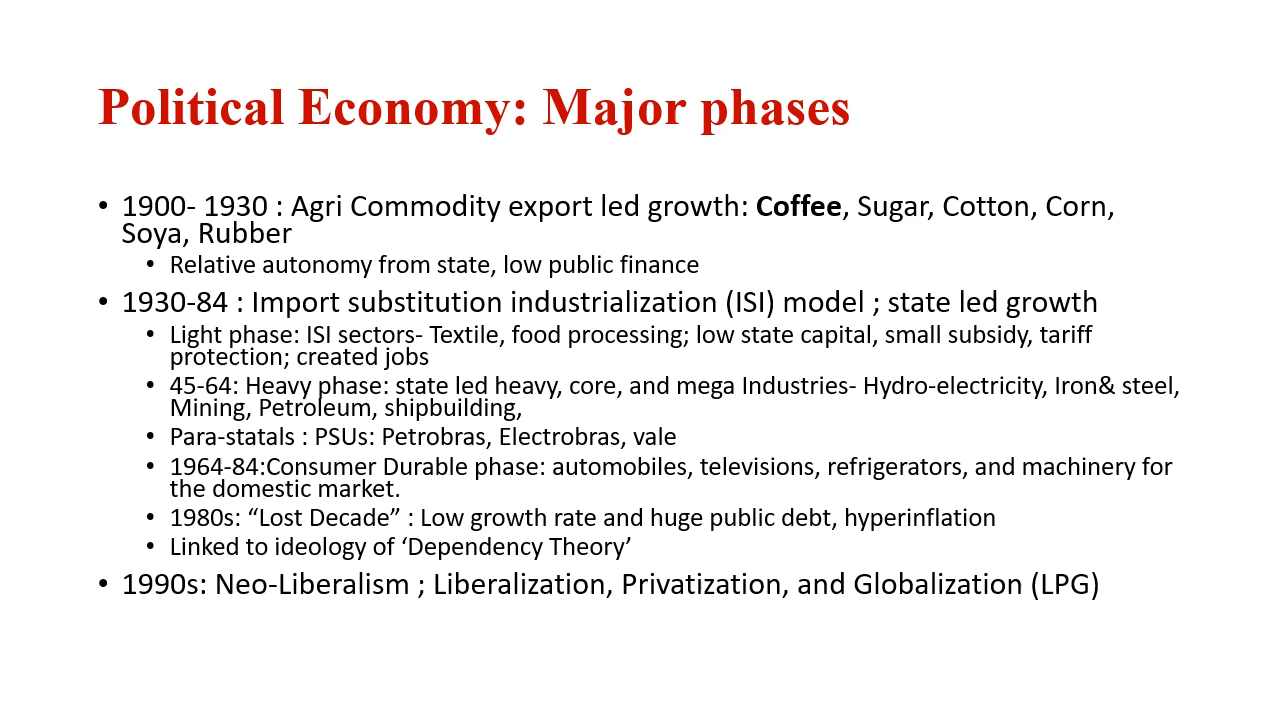 Political Economy: Major phases
• 1900- 1930 : Agri Commodity export led growth: Coffee, Sugar, Cotton, Corn,
Soya, Rubber
• Relative autonomy from state, low public finance
• 1930-84 : Import substitution industrialization (ISI) model ; state led growth
• Light phase: ISI sectors- Textile, food processing; low state capital, small subsidy, tariff
protection; created jobs
• 45-64: Heavy phase: state led heavy, core, and mega Industries- Hydro-electricity, Iron& steel,
Mining, Petroleum, shipbuilding,
• Para-statals : PSUs: Petrobras, Electrobras, vale
• 1964-84:Consumer Durable phase: automobiles, televisions, refrigerators, and machinery for
the domestic market.
• 1980s: “Lost Decade” : Low growth rate and huge public debt, hyperinflation
• Linked to ideology of ‘Dependency Theory’
• 1990s: Neo-Liberalism ; Liberalization, Privatization, and Globalization (LPG)